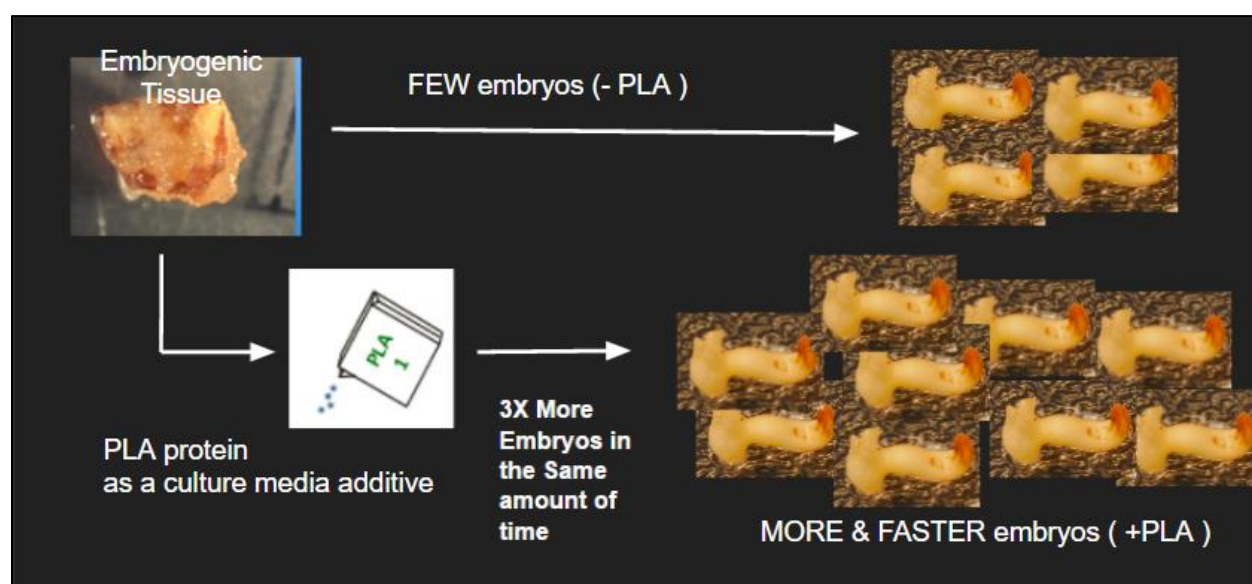 Embryogenic
Tissue
FEW embryos (- PLA )
PLA
1
PLA protein
as a culture media additive
3X More
Embryos in
the Same
amount of
time
MORE & FASTER embryos ( +PLA )